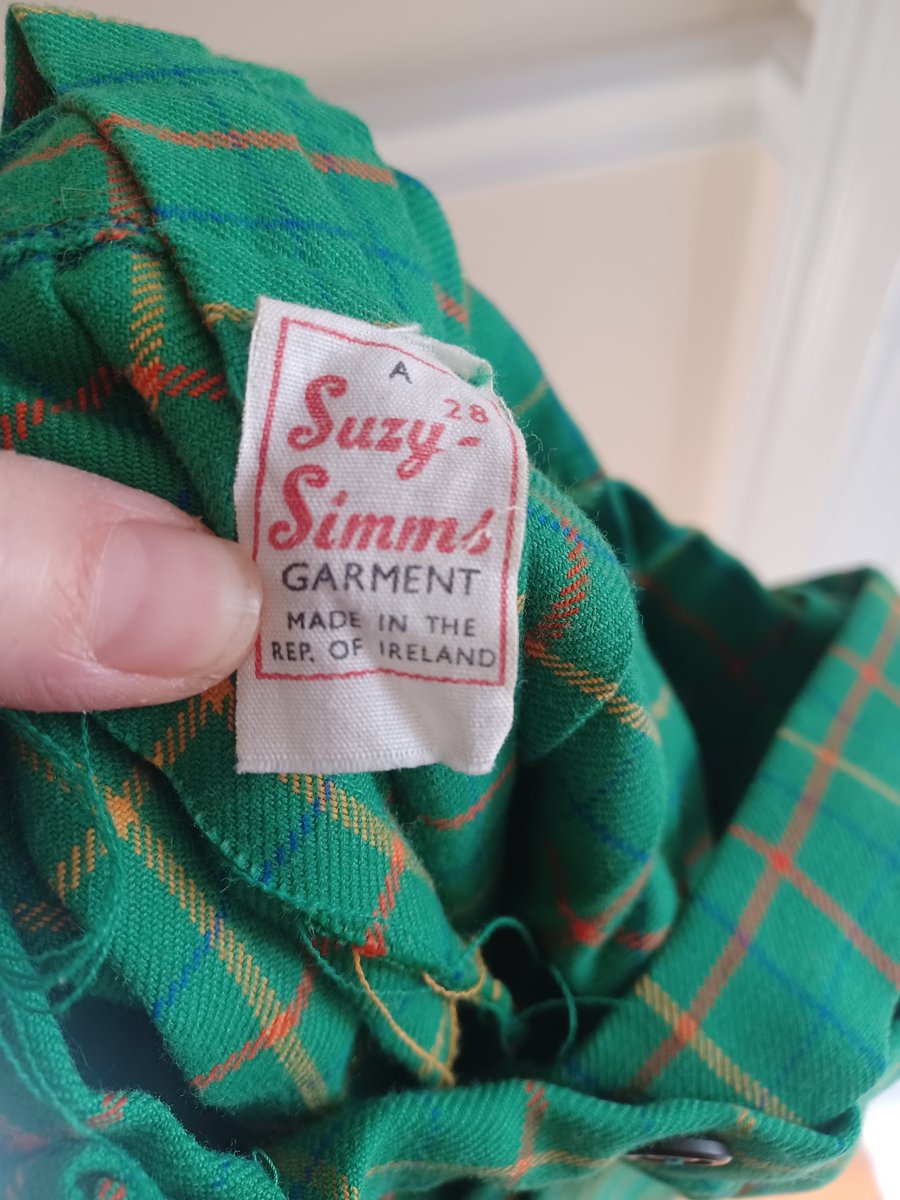 A
28
Suzy-
Simms
GARMENT
MADE IN THE
REP. OF IRELAND